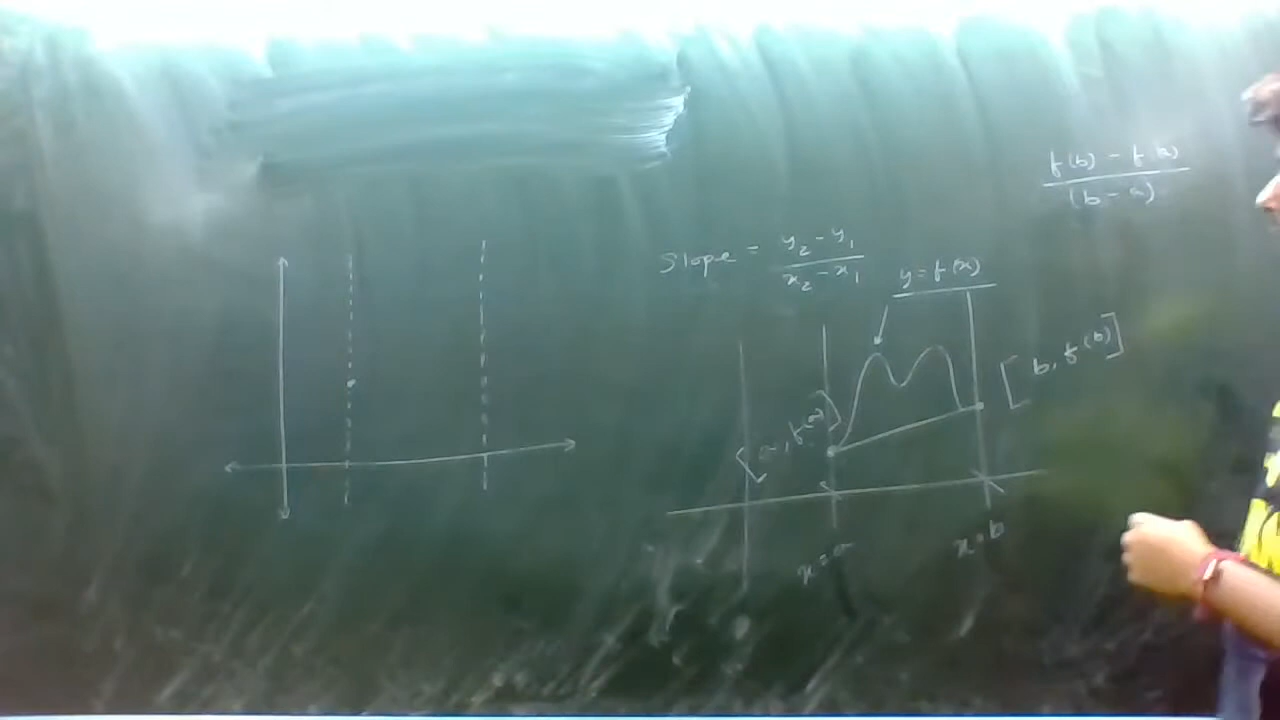 f(b) - f(a)
(b - a)
Slope = y₂ - y₁
x₂ - x₁
y = f(x)
[b, f(b)]
[a, f(a)]
x = a
x = b